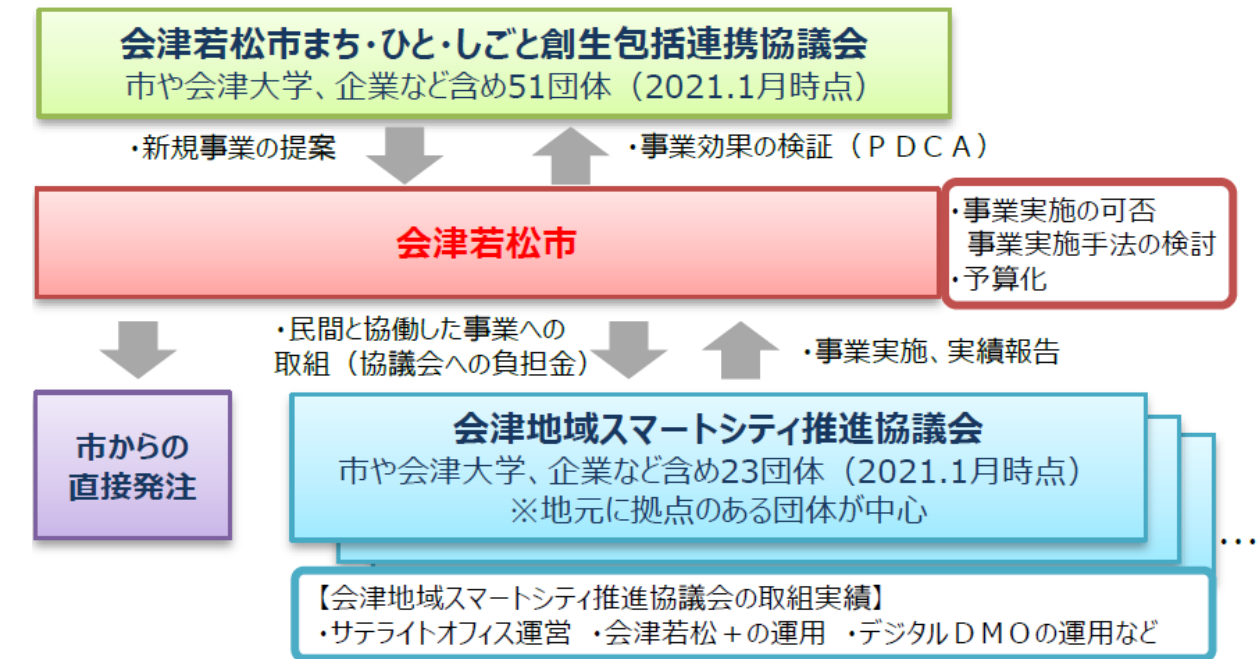 会津若松市まち・ひと・しごと創生包括連携協議会
市や会津大学、企業など含め51団体（2021.1月時点）
・新規事業の提案
・事業効果の検証（ＰＤＣＡ）
会津若松市
・事業実施の可否
事業実施手法の検討
・予算化
・民間と協働した事業への
取組（協議会への負担金）
・事業実施、実績報告
市からの
直接発注
会津地域スマートシティ推進協議会
市や会津大学、企業など含め23団体（2021.1月時点）
※地元に拠点のある団体が中心
…
【会津地域スマートシティ推進協議会の取組実績】
・サテライトオフィス運営 ・会津若松＋の運用 ・デジタルＤＭＯの運用など